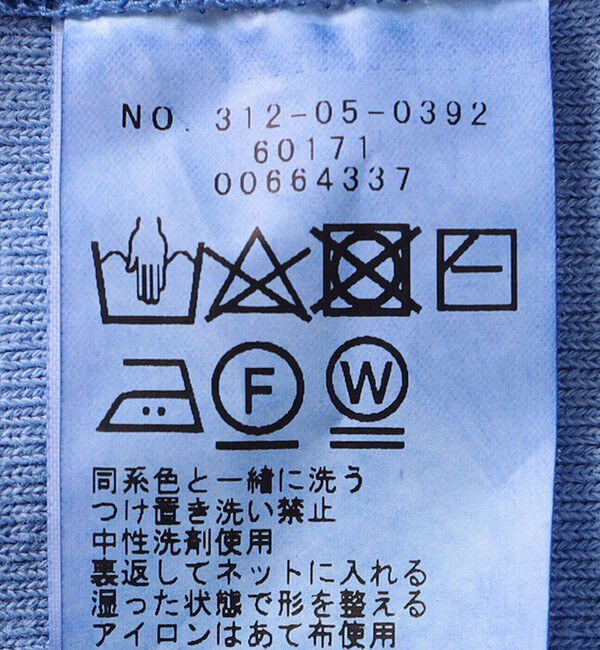 NO. 312-05-0392
60171
00664337
F W
同系色と一緒に洗う
つけ置き洗い禁止
中性洗剤使用
裏返してネットに入れる
湿った状態で形を整える
アイロンはあて布使用